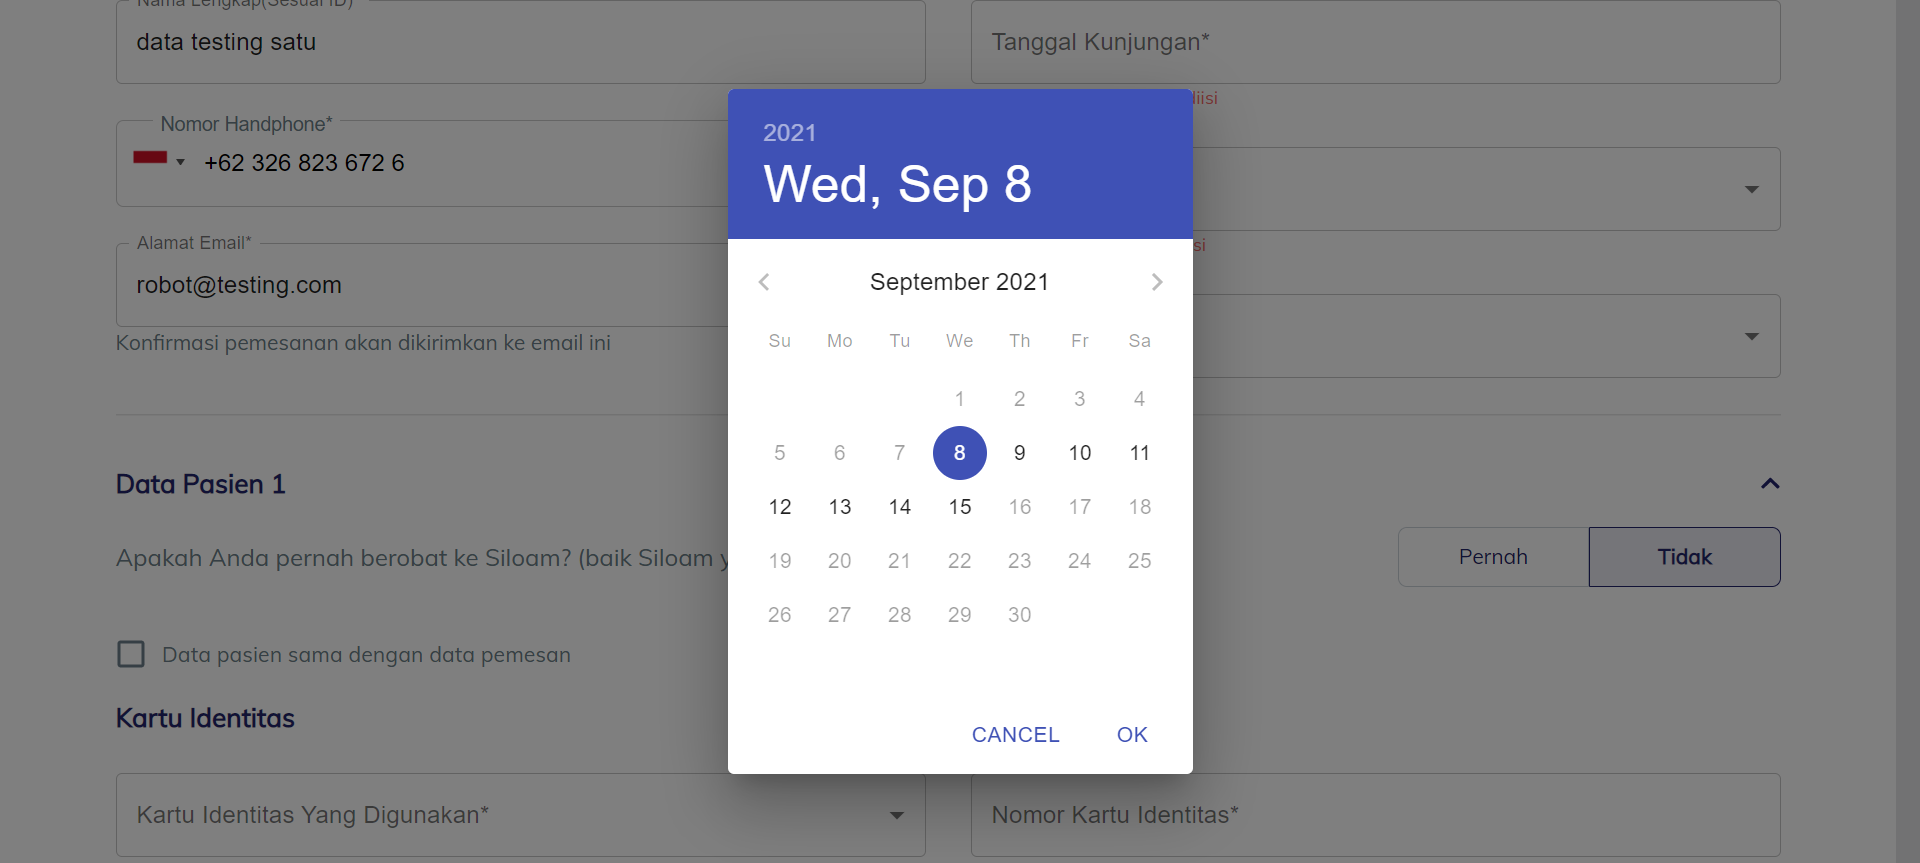 Nama Lengkap(Sesuai ID)
data testing satu
Tanggal Kunjungan*
diisi
Nomor Handphone*
+62 326 823 672 6
Alamat Email*
robot@testing.com
Konfirmasi pemesanan akan dikirimkan ke email ini
2021
Wed, Sep 8
September 2021
Su Mo Tu We Th Fr Sa
1 2 3 4
5 6 7 8 9 10 11
12 13 14 15 16 17 18
19 20 21 22 23 24 25
26 27 28 29 30
CANCEL OK
Data Pasien 1
Apakah Anda pernah berobat ke Siloam? (baik Siloam
Pernah Tidak
Data pasien sama dengan data pemesan
Kartu Identitas
Kartu Identitas Yang Digunakan*
Nomor Kartu Identitas*